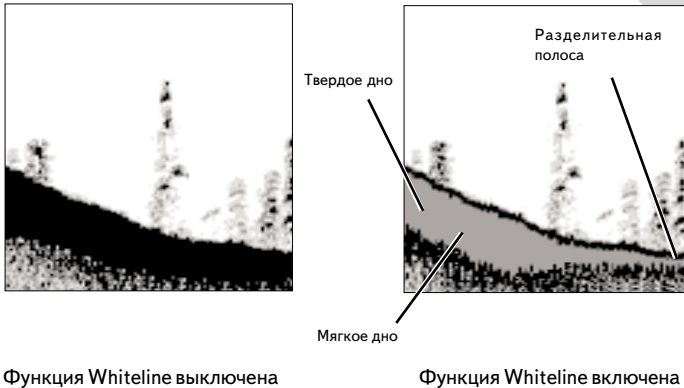 Разделительная
полоса
Твердое дно
Мягкое дно
Функция Whiteline выключена
Функция Whiteline включена